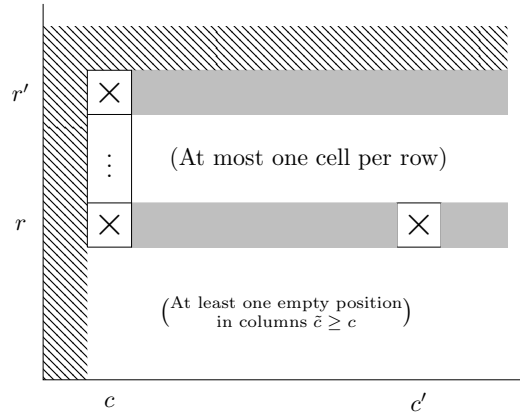 r′
×
⋮
(At most one cell per row)
r
×
×
(At least one empty position
in columns c̃ ≥ c)
c
c′